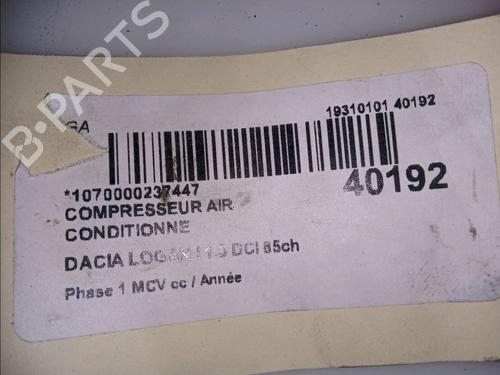 B-PARTS
GA
19310101 40192
*1070000237447
40192
COMPRESSEUR AIR
CONDITIONNE
DACIA LOGAN I 1.5 DCI 65ch
Phase 1 MCV cc / Année